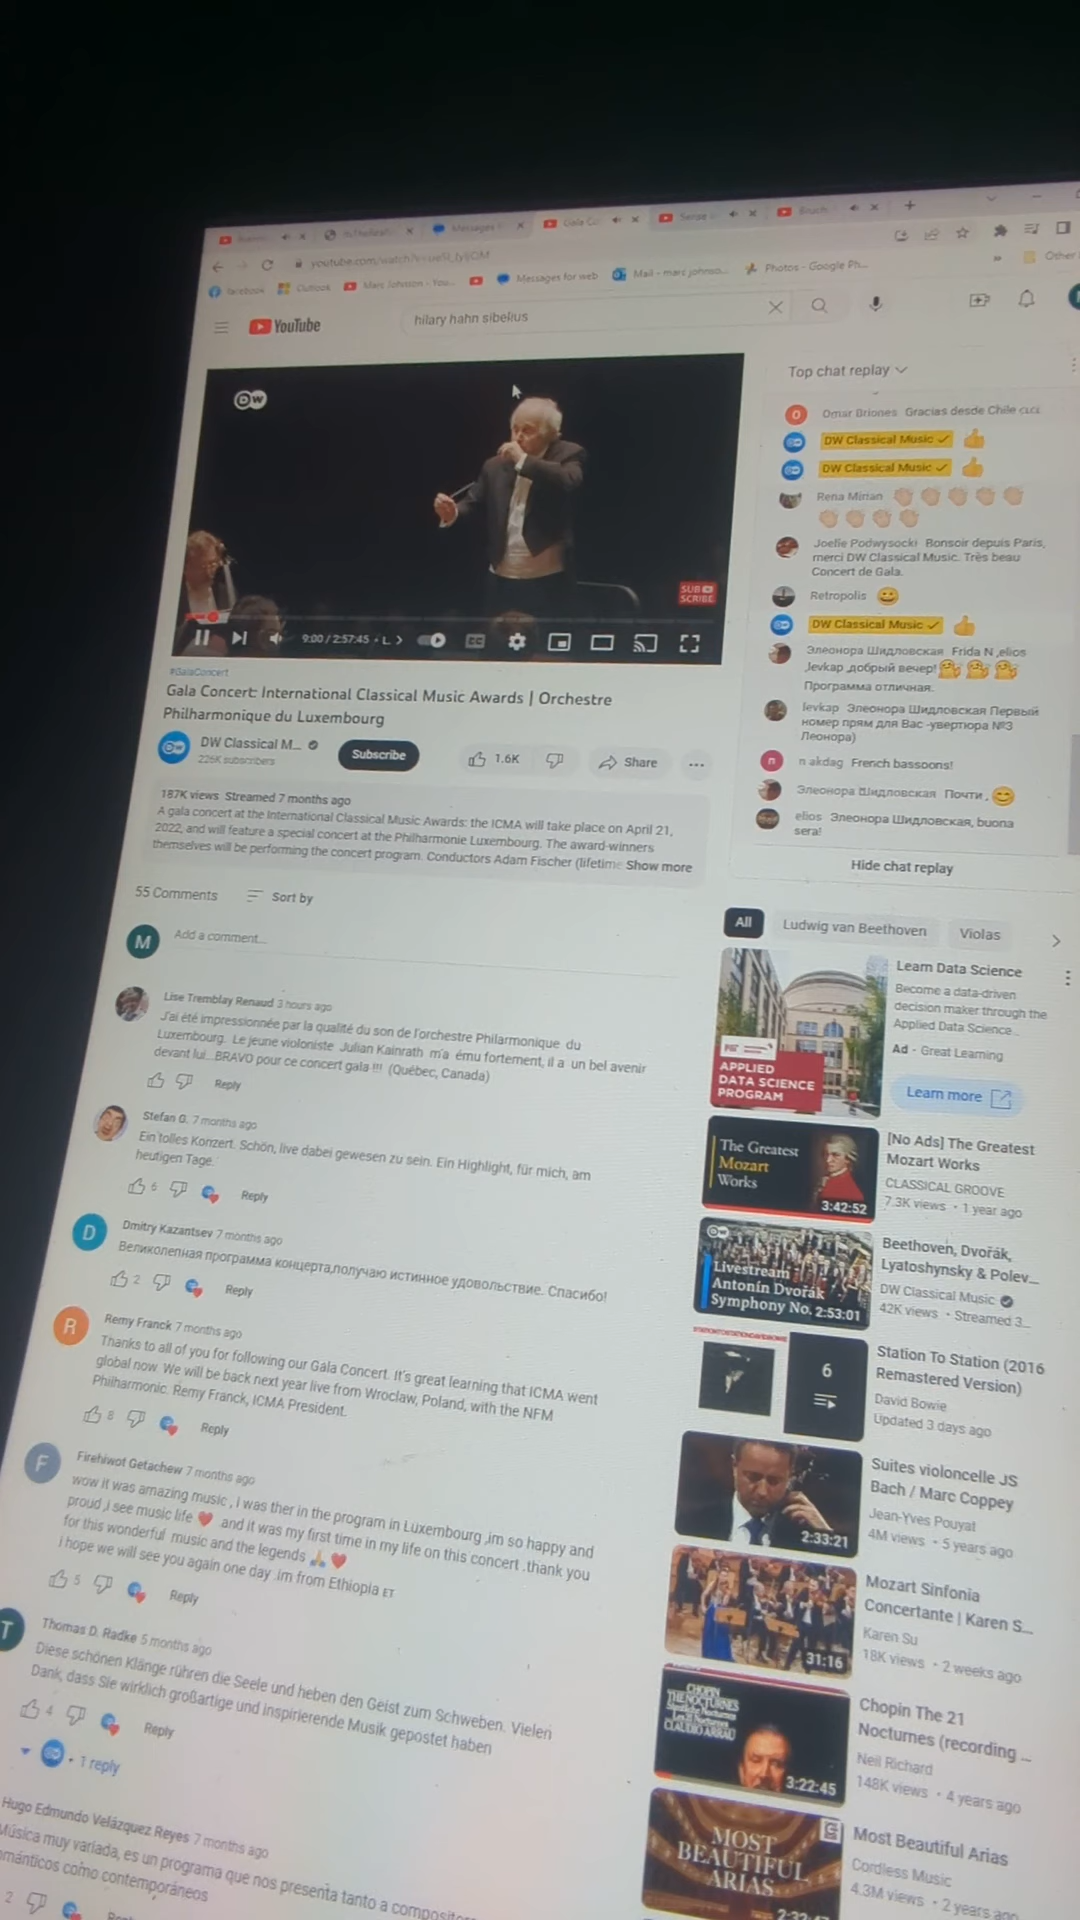 Messages
Gala Co
Bruch
youtube.com/watch?v=
facebook
Outlook
Marc Johnson - You...
Messages for web
Mail - marc johnso...
Photos - Google Ph...
Other
YouTube
hilary hahn sibelius
DW
SUB
SCRIBE
9:00 / 2:57:45 • L >
CC
#GalaConcert
Gala Concert: International Classical Music Awards | Orchestre
Philharmonique du Luxembourg
DW Classical M...
226K subscribers
Subscribe
1.6K
Share
187K views Streamed 7 months ago
A gala concert at the International Classical Music Awards: the ICMA will take place on April 21,
2022, and will feature a special concert at the Philharmonie Luxembourg. The award-winners
themselves will be performing the concert program. Conductors Adam Fischer (lifetime Show more
55 Comments
Sort by
M
Add a comment...
Lise Tremblay Renaud 3 hours ago
J'ai été impressionnée par la qualité du son de l'orchestre Philarmonique du
Luxembourg. Le jeune violoniste Julian Kainrath m'a ému fortement, il a un bel avenir
devant lui...BRAVO pour ce concert gala !!! (Québec, Canada)
Reply
Stefan G. 7 months ago
Ein tolles Konzert. Schön, live dabei gewesen zu sein. Ein Highlight, für mich, am
heutigen Tage.
6
Reply
D
Dmitry Kazantsev 7 months ago
Великолепная программа концерта,получаю истинное удовольствие. Спасибо!
2
Reply
R
Remy Franck 7 months ago
Thanks to all of you for following our Gala Concert. It's great learning that ICMA went
global now. We will be back next year live from Wroclaw, Poland, with the NFM
Philharmonic. Remy Franck, ICMA President.
8
Reply
F
Firehiwot Getachew 7 months ago
wow it was amazing music , i was ther in the program in Luxembourg ,im so happy and
proud ,i see music life ❤️ and it was my first time in my life on this concert .thank you
for this wonderful music and the legends 🙏 ❤️
i hope we will see you again one day .im from Ethiopia ET
5
Reply
T
Thomas D. Radke 5 months ago
Diese schönen Klänge rühren die Seele und heben den Geist zum Schweben. Vielen
Dank, dass Sie wirklich großartige und inspirierende Musik gepostet haben
4
Reply
• 1 reply
Hugo Edmundo Velázquez Reyes 7 months ago
Música muy variada, es un programa que nos presenta tanto a compositor
ománticos como contemporáneos
2
Top chat replay
O
Omar Briones Gracias desde Chile CLCL
DW Classical Music ✓ 👍
DW Classical Music ✓ 👍
Rena Mirian 👏🏻👏🏻👏🏻👏🏻👏🏻
👏🏻👏🏻👏🏻👏🏻
Joelle Podwysocki Bonsoir depuis Paris,
merci DW Classical Music. Très beau
Concert de Gala.
Retropolis 😀
DW Classical Music ✓ 👍
Элеонора Шидловская Frida N ,elios
,levkap ,добрый вечер!🤗🤗🤗
Программа отличная.
levkap Элеонора Шидловская Первый
номер прям для Вас -увертюра №3
Леонора)
n
n akdag French bassoons!
Элеонора Шидловская Почти , 😊
elios Элеонора Шидловская, buona
sera!
Hide chat replay
All
Ludwig van Beethoven
Violas
APPLIED
DATA SCIENCE
PROGRAM
Learn Data Science
Become a data-driven
decision maker through the
Applied Data Science...
Ad - Great Learning
Learn more
The Greatest
Mozart
Works
3:42:52
[No Ads] The Greatest
Mozart Works
CLASSICAL GROOVE
7.3K views • 1 year ago
Livestream
Antonín Dvořák
Symphony No. 2:53:01
Beethoven, Dvořák,
Lyatoshynsky & Polev...
DW Classical Music
42K views • Streamed 3...
STATIONTOSTATIONDAVIDBOWIE
6
Station To Station (2016
Remastered Version)
David Bowie
Updated 3 days ago
2:33:21
Suites violoncelle JS
Bach / Marc Coppey
Jean-Yves Pouyat
4M views • 5 years ago
31:16
Mozart Sinfonia
Concertante | Karen S...
Karen Su
18K views • 2 weeks ago
CHOPIN
THE NOCTURNES
CLAUDIO ARRAU
3:22:45
Chopin The 21
Nocturnes (recording ...
Neil Richard
148K views • 4 years ago
MOST
BEAUTIFUL
ARIAS
Most Beautiful Arias
Cordless Music
4.3M views • 2 years ago